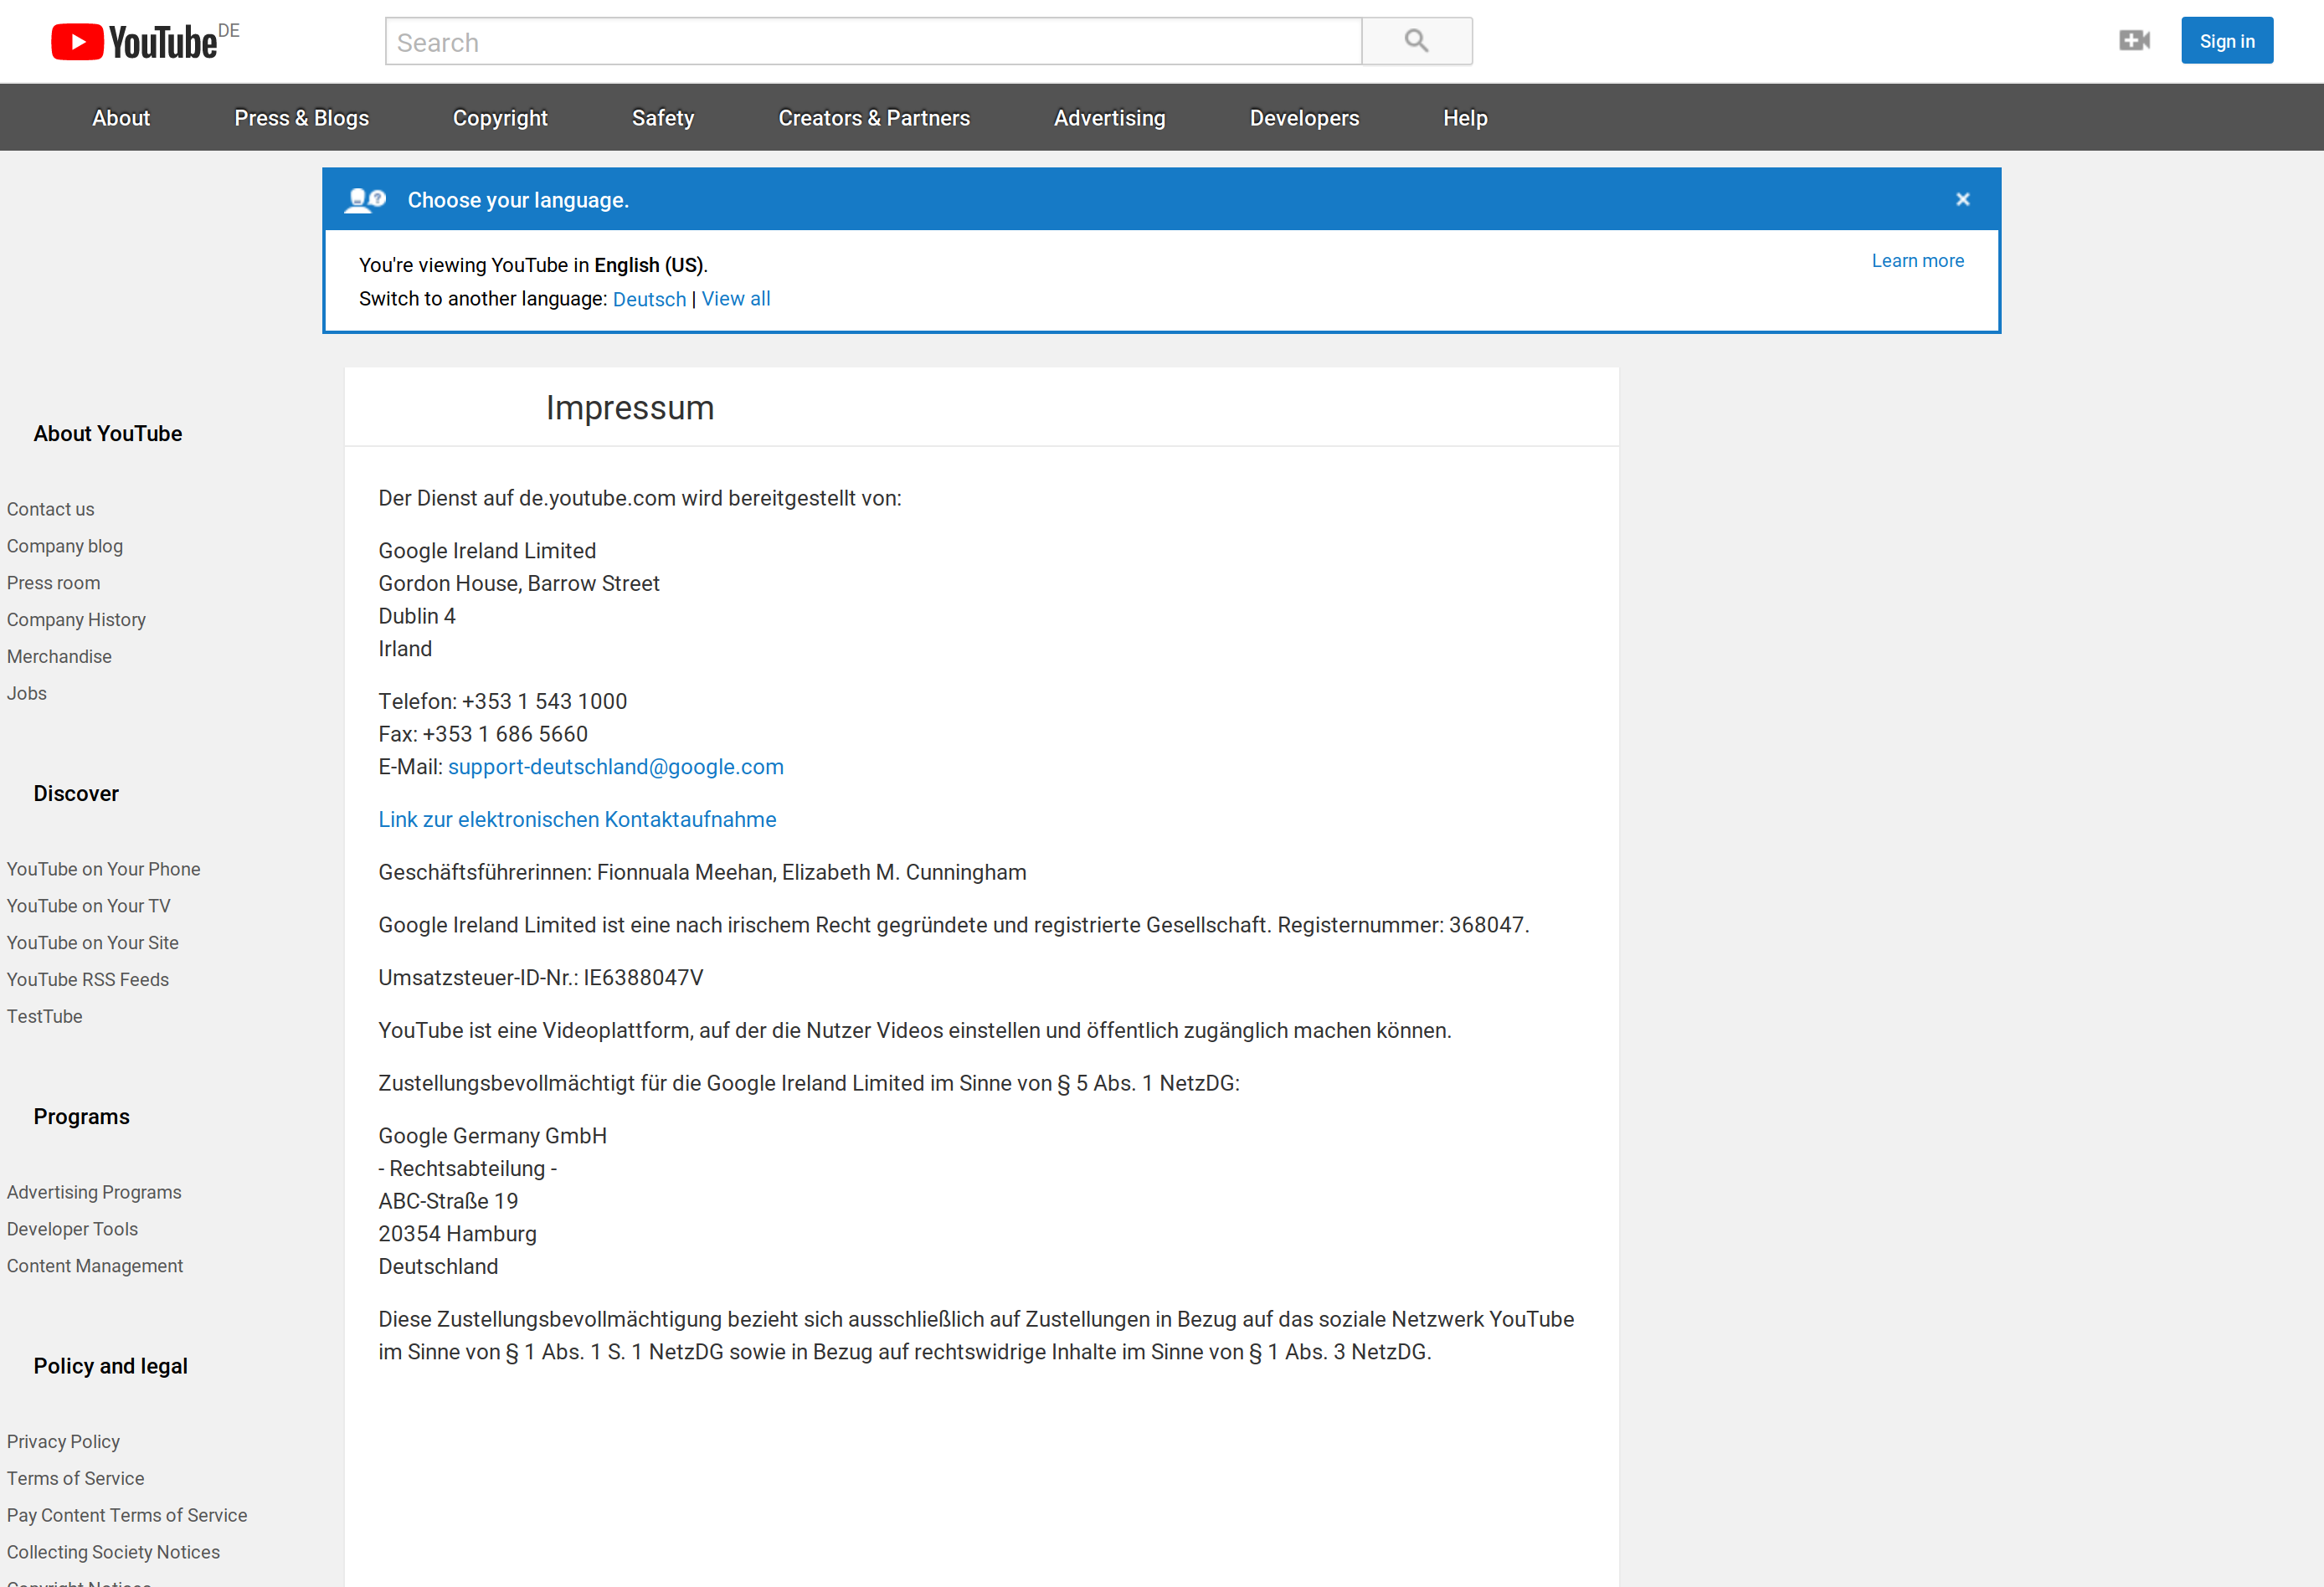 YouTube DE
Search
Sign in
About
Press & Blogs
Copyright
Safety
Creators & Partners
Advertising
Developers
Help
Choose your language.
×
You're viewing YouTube in English (US).
Learn more
Switch to another language: Deutsch | View all
About YouTube
Contact us
Company blog
Press room
Company History
Merchandise
Jobs
Discover
YouTube on Your Phone
YouTube on Your TV
YouTube on Your Site
YouTube RSS Feeds
TestTube
Programs
Advertising Programs
Developer Tools
Content Management
Policy and legal
Privacy Policy
Terms of Service
Pay Content Terms of Service
Collecting Society Notices
Copyright Notices
Impressum
Der Dienst auf de.youtube.com wird bereitgestellt von:
Google Ireland Limited
Gordon House, Barrow Street
Dublin 4
Irland
Telefon: +353 1 543 1000
Fax: +353 1 686 5660
E-Mail: support-deutschland@google.com
Link zur elektronischen Kontaktaufnahme
Geschäftsführerinnen: Fionnuala Meehan, Elizabeth M. Cunningham
Google Ireland Limited ist eine nach irischem Recht gegründete und registrierte Gesellschaft. Registernummer: 368047.
Umsatzsteuer-ID-Nr.: IE6388047V
YouTube ist eine Videoplattform, auf der die Nutzer Videos einstellen und öffentlich zugänglich machen können.
Zustellungsbevollmächtigt für die Google Ireland Limited im Sinne von § 5 Abs. 1 NetzDG:
Google Germany GmbH
- Rechtsabteilung -
ABC-Straße 19
20354 Hamburg
Deutschland
Diese Zustellungsbevollmächtigung bezieht sich ausschließlich auf Zustellungen in Bezug auf das soziale Netzwerk YouTube
im Sinne von § 1 Abs. 1 S. 1 NetzDG sowie in Bezug auf rechtswidrige Inhalte im Sinne von § 1 Abs. 3 NetzDG.